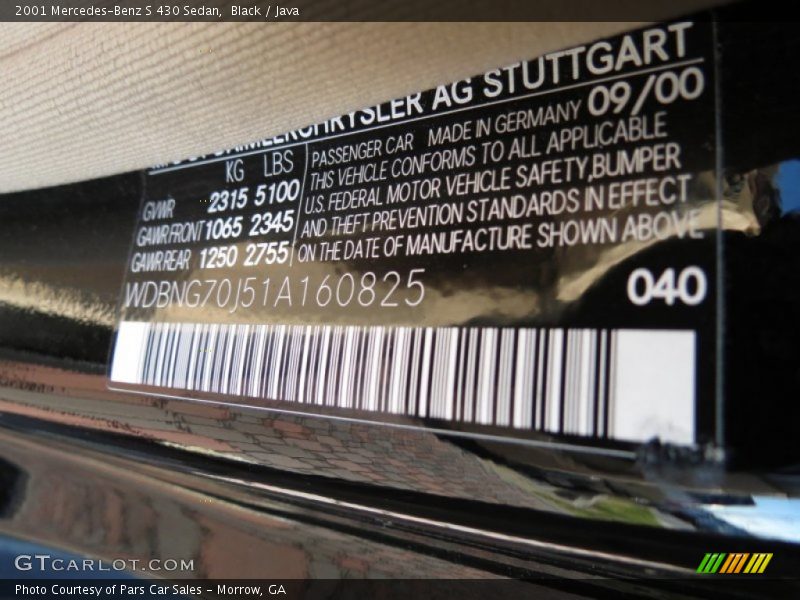 2001 Mercedes-Benz S 430 Sedan,  Black / Java
DAIMLERCHRYSLER AG STUTTGART
KG LBS
GVWR 2315 5100
GAWR FRONT 1065 2345
GAWR REAR 1250 2755
PASSENGER CAR MADE IN GERMANY 09/00
THIS VEHICLE CONFORMS TO ALL APPLICABLE
U.S. FEDERAL MOTOR VEHICLE SAFETY, BUMPER
AND THEFT PREVENTION STANDARDS IN EFFECT
ON THE DATE OF MANUFACTURE SHOWN ABOVE
WDBNG70J51A160825
040
GTCARLOT.COM
Photo Courtesy of Pars Car Sales - Morrow, GA